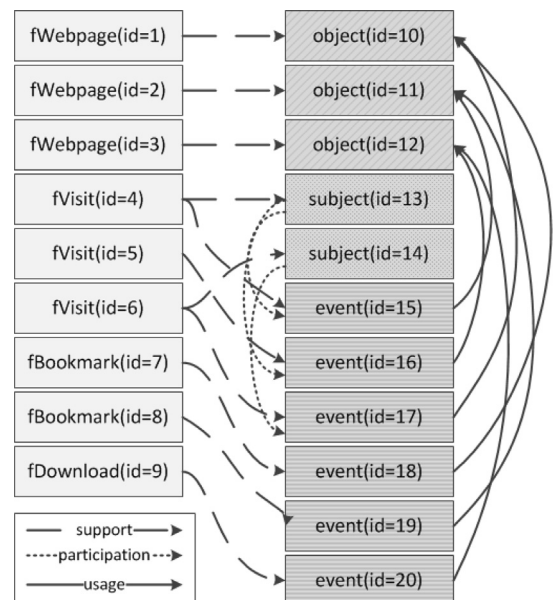 fWebpage(id=1) object(id=10)
fWebpage(id=2) object(id=11)
fWebpage(id=3) object(id=12)
fVisit(id=4) subject(id=13)
fVisit(id=5) subject(id=14)
fVisit(id=6) event(id=15)
fBookmark(id=7) event(id=16)
fBookmark(id=8) event(id=17)
fDownload(id=9) event(id=18)
event(id=19)
event(id=20)
support
participation
usage